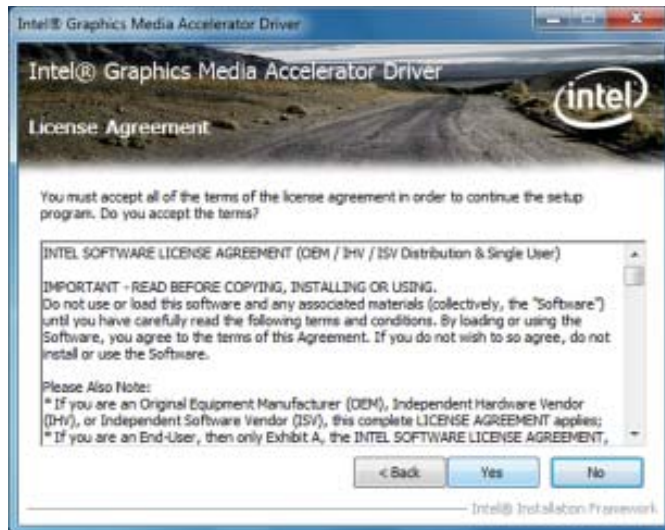 Intel® Graphics Media Accelerator Driver
Intel® Graphics Media Accelerator Driver
intel
License Agreement
You must accept all of the terms of the license agreement in order to continue the setup
program. Do you accept the terms?
INTEL SOFTWARE LICENSE AGREEMENT (OEM / IHV / ISV Distribution & Single User)
IMPORTANT - READ BEFORE COPYING, INSTALLING OR USING.
Do not use or load this software and any associated materials (collectively, the "Software")
until you have carefully read the following terms and conditions. By loading or using the
Software, you agree to the terms of this Agreement. If you do not wish to so agree, do not
install or use the Software.
Please Also Note:
* If you are an Original Equipment Manufacturer (OEM), Independent Hardware Vendor
(IHV), or Independent Software Vendor (ISV), this complete LICENSE AGREEMENT applies;
* If you are an End-User, then only Exhibit A, the INTEL SOFTWARE LICENSE AGREEMENT,
< Back Yes No
Intel® Installation Framework